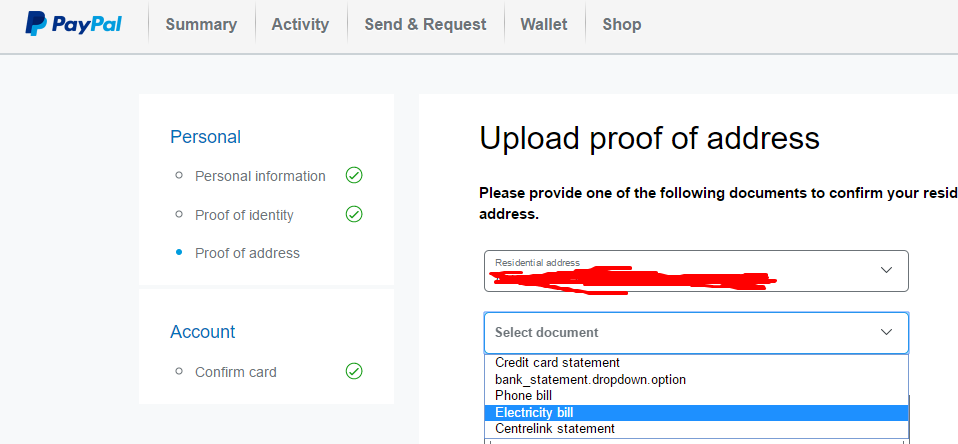 PayPal Summary Activity Send & Request Wallet Shop
Personal
Personal information
Proof of identity
Proof of address
Account
Confirm card
Upload proof of address
Please provide one of the following documents to confirm your resid
address.
Residential address
Select document
Credit card statement
bank_statement.dropdown.option
Phone bill
Electricity bill
Centrelink statement